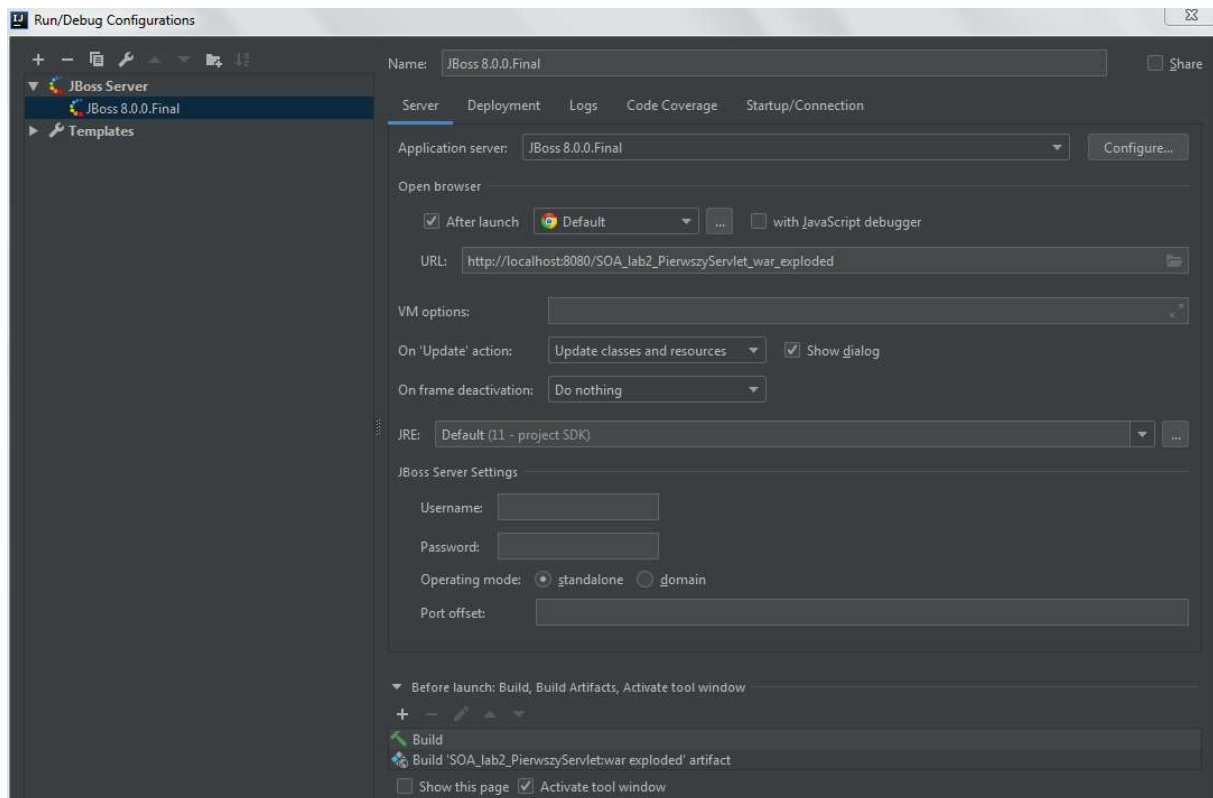 Run/Debug Configurations
Name: JBoss 8.0.0.Final Share
JBoss Server
JBoss 8.0.0.Final
Templates
Server Deployment Logs Code Coverage Startup/Connection
Application server: JBoss 8.0.0.Final Configure...
Open browser
After launch Default ... with JavaScript debugger
URL: http://localhost:8080/SOA_lab2_PierwszyServlet_war_exploded
VM options:
On 'Update' action: Update classes and resources Show dialog
On frame deactivation: Do nothing
JRE: Default (11 - project SDK) ...
JBoss Server Settings
Username:
Password:
Operating mode: standalone domain
Port offset:
Before launch: Build, Build Artifacts, Activate tool window
Build
Build 'SOA_lab2_PierwszyServlet:war exploded' artifact
Show this page Activate tool window